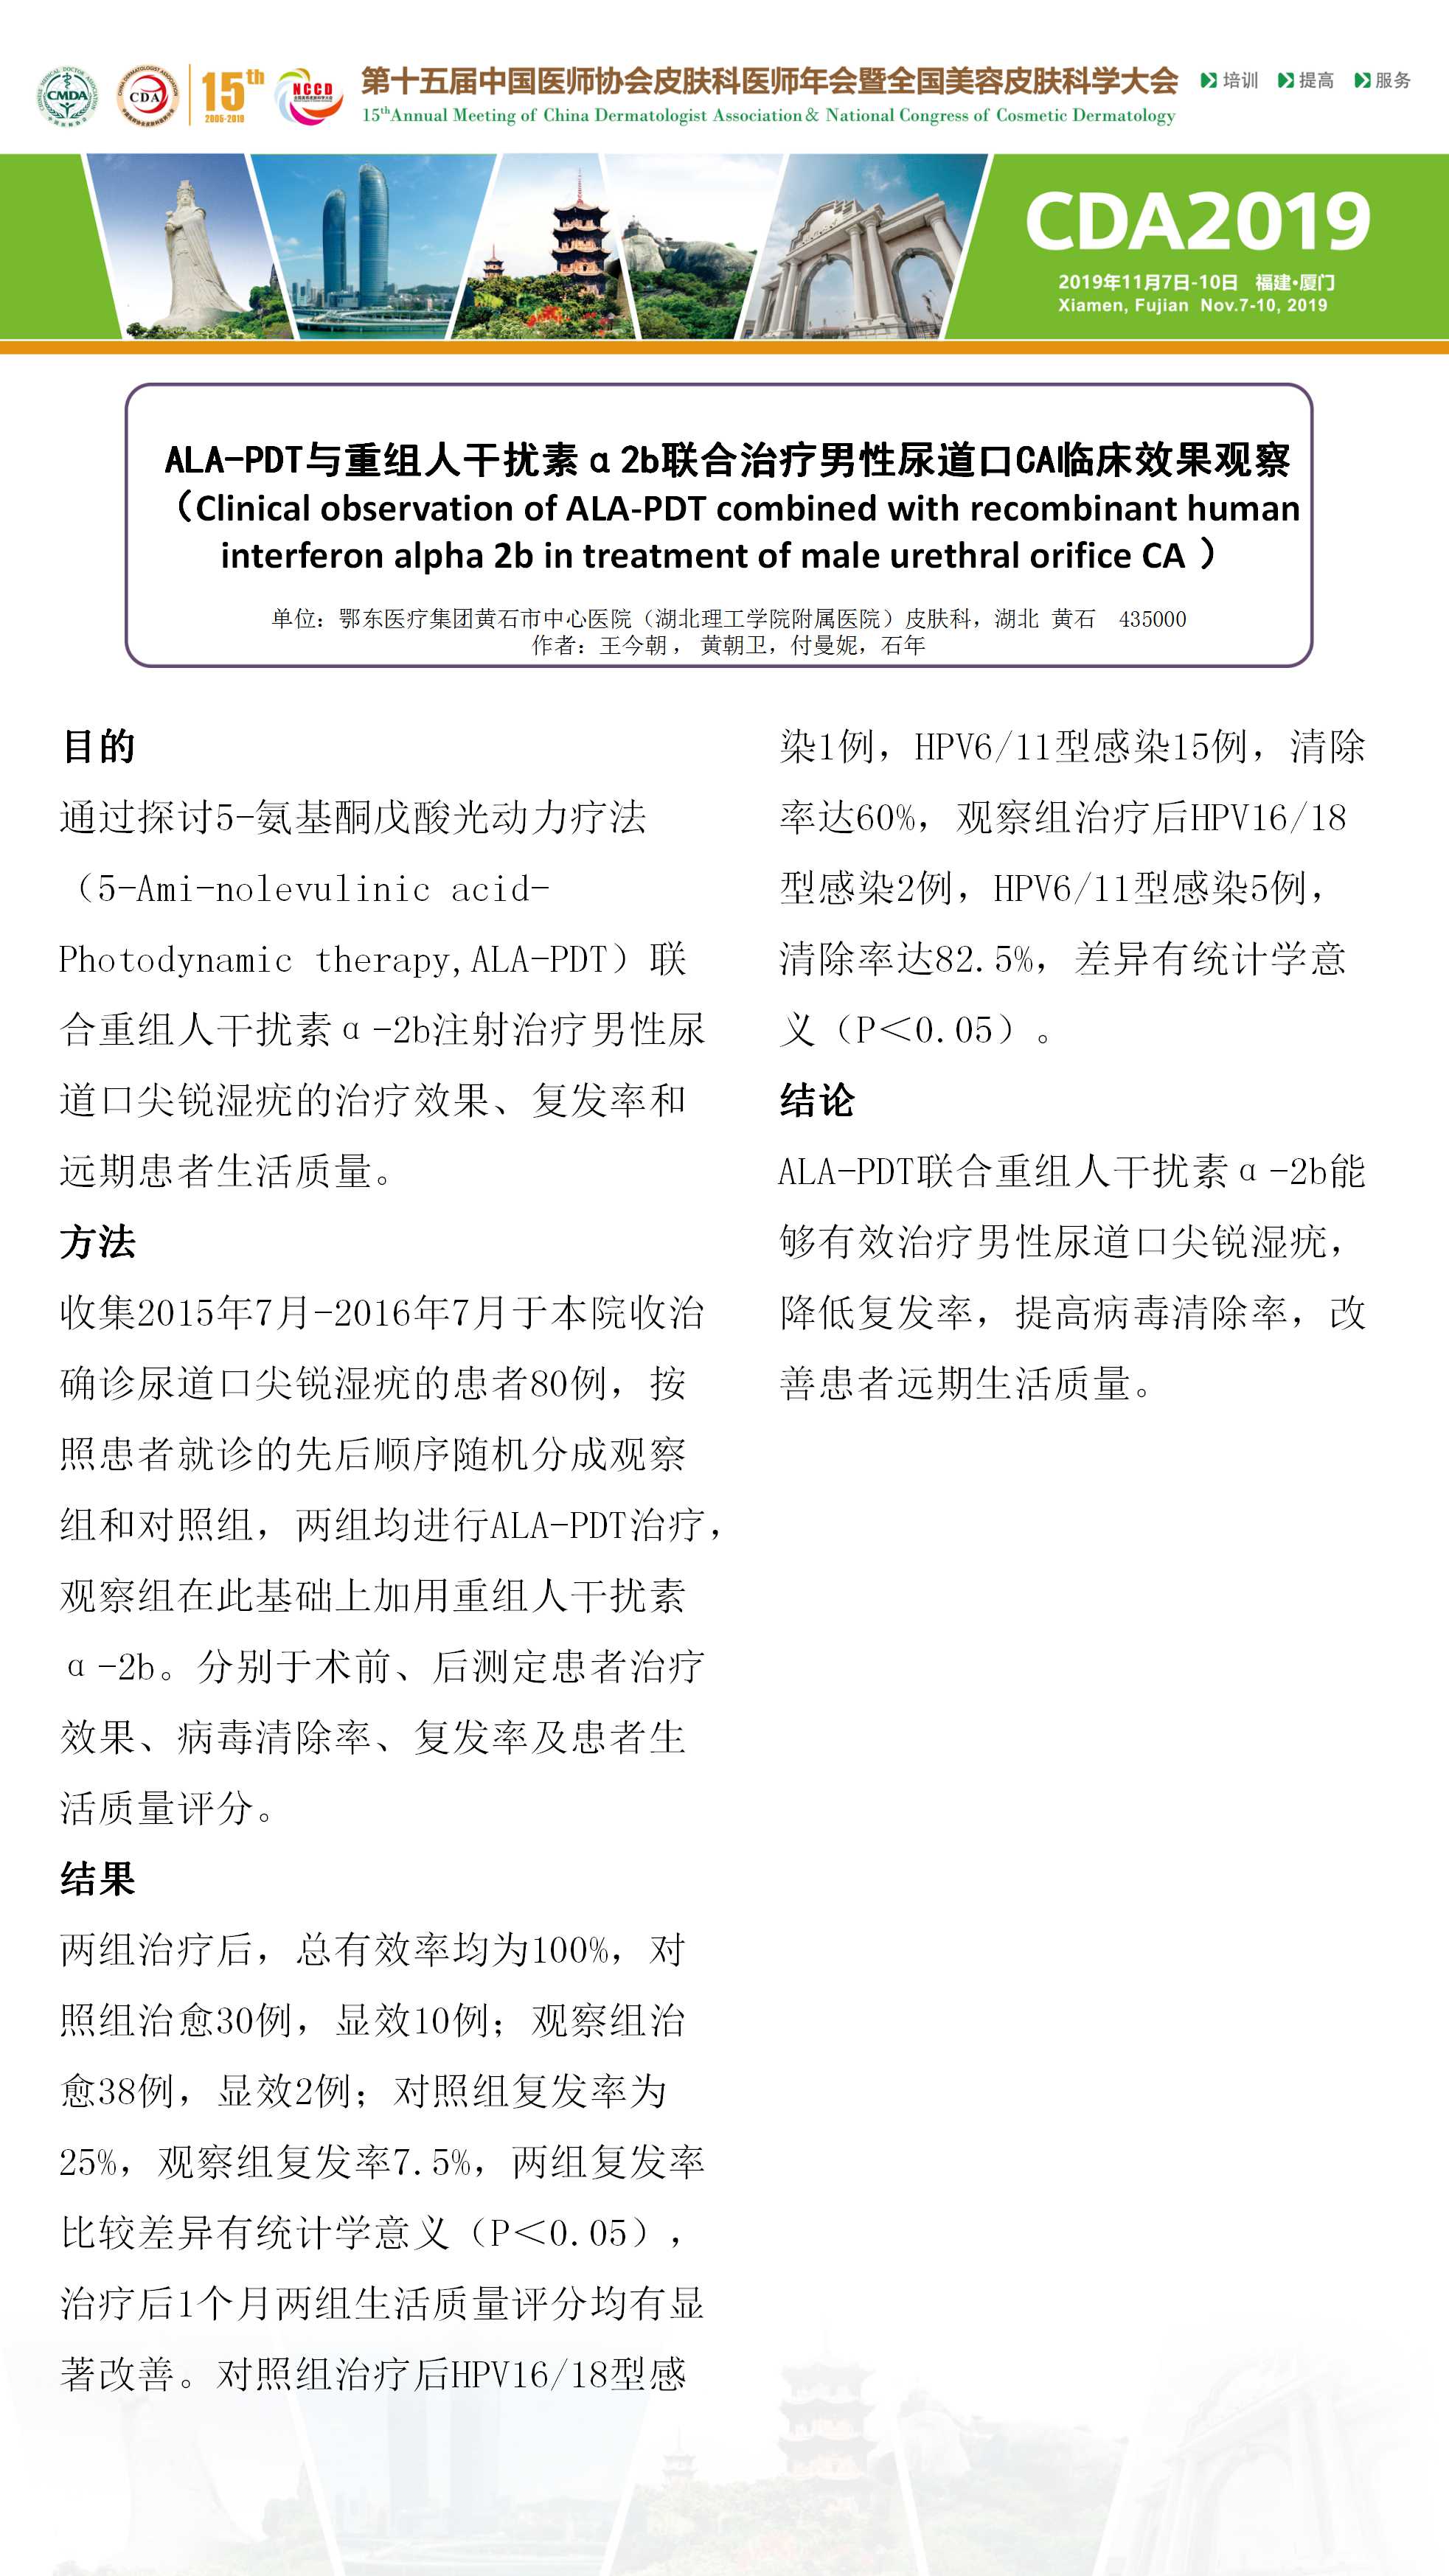 CMDA
CDA
15th
2005-2019
NCCD
第十五届中国医师协会皮肤科医师年会暨全国美容皮肤科学大会
培训 提高 服务
15thAnnual Meeting of China Dermatologist Association & National Congress of Cosmetic Dermatology
CDA2019
2019年11月7日-10日 福建•厦门
Xiamen, Fujian Nov.7-10, 2019
ALA-PDT与重组人干扰素α2b联合治疗男性尿道口CA临床效果观察
（Clinical observation of ALA-PDT combined with recombinant human
interferon alpha 2b in treatment of male urethral orifice CA ）
单位：鄂东医疗集团黄石市中心医院（湖北理工学院附属医院）皮肤科，湖北 黄石 435000
作者：王今朝， 黄朝卫，付曼妮，石年
目的
通过探讨5-氨基酮戊酸光动力疗法
（5-Ami-nolevulinic acid-
Photodynamic therapy,ALA-PDT）联
合重组人干扰素α-2b注射治疗男性尿
道口尖锐湿疣的治疗效果、复发率和
远期患者生活质量。
方法
收集2015年7月-2016年7月于本院收治
确诊尿道口尖锐湿疣的患者80例，按
照患者就诊的先后顺序随机分成观察
组和对照组，两组均进行ALA-PDT治疗，
观察组在此基础上加用重组人干扰素
α-2b。分别于术前、后测定患者治疗
效果、病毒清除率、复发率及患者生
活质量评分。
结果
两组治疗后，总有效率均为100%，对
照组治愈30例，显效10例；观察组治
愈38例，显效2例；对照组复发率为
25%，观察组复发率7.5%，两组复发率
比较差异有统计学意义（P＜0.05），
治疗后1个月两组生活质量评分均有显
著改善。对照组治疗后HPV16/18型感
染1例，HPV6/11型感染15例，清除
率达60%，观察组治疗后HPV16/18
型感染2例，HPV6/11型感染5例，
清除率达82.5%，差异有统计学意
义（P＜0.05）。
结论
ALA-PDT联合重组人干扰素α-2b能
够有效治疗男性尿道口尖锐湿疣，
降低复发率，提高病毒清除率，改
善患者远期生活质量。